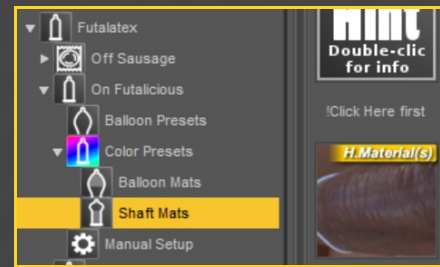 Futalatex
Off Sausage
On Futalicious
Balloon Presets
Color Presets
Balloon Mats
Shaft Mats
Manual Setup
Hint
Double-clic
for info
!Click Here first
H.Material(s)